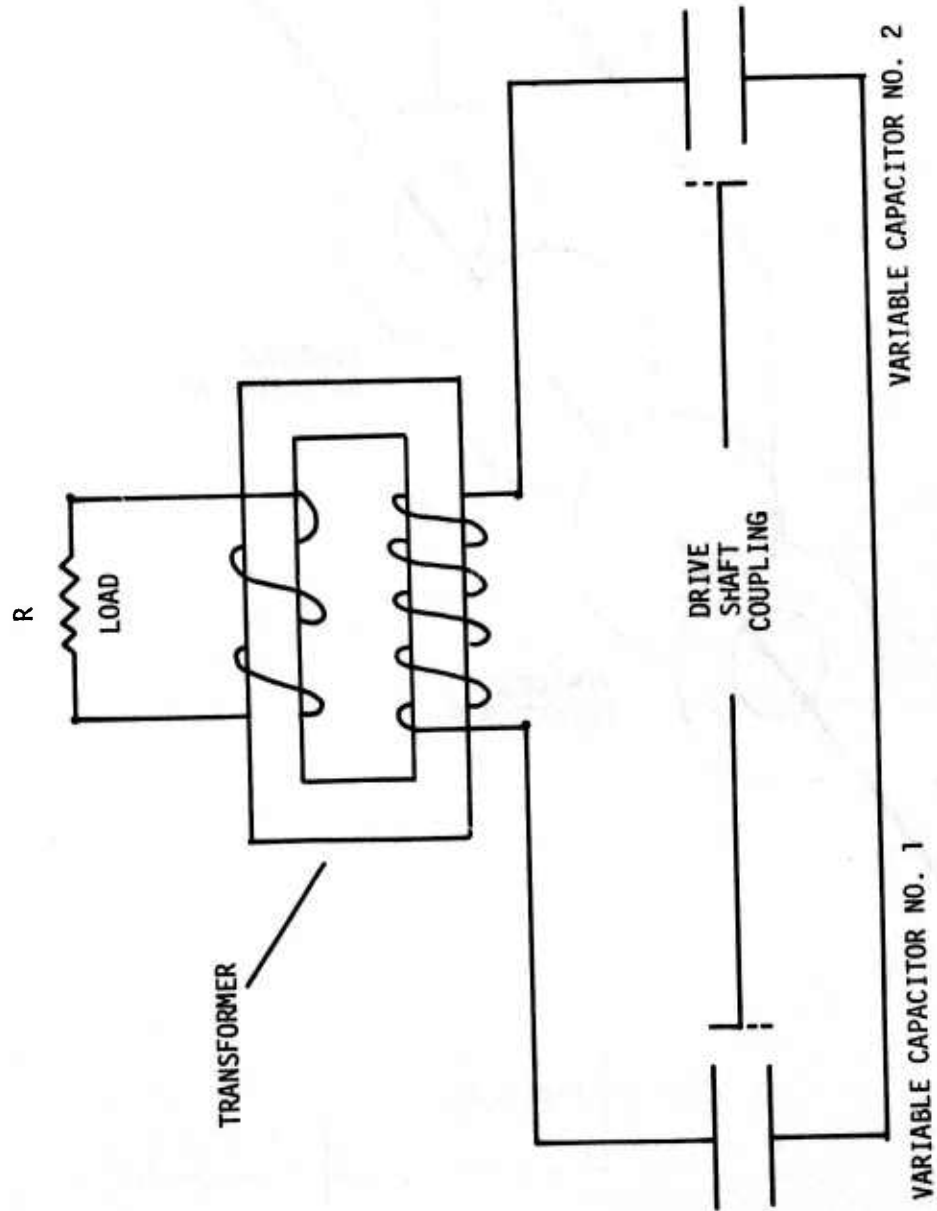 R
LOAD
TRANSFORMER
DRIVE
SHAFT
COUPLING
VARIABLE CAPACITOR NO. 1
VARIABLE CAPACITOR NO. 2